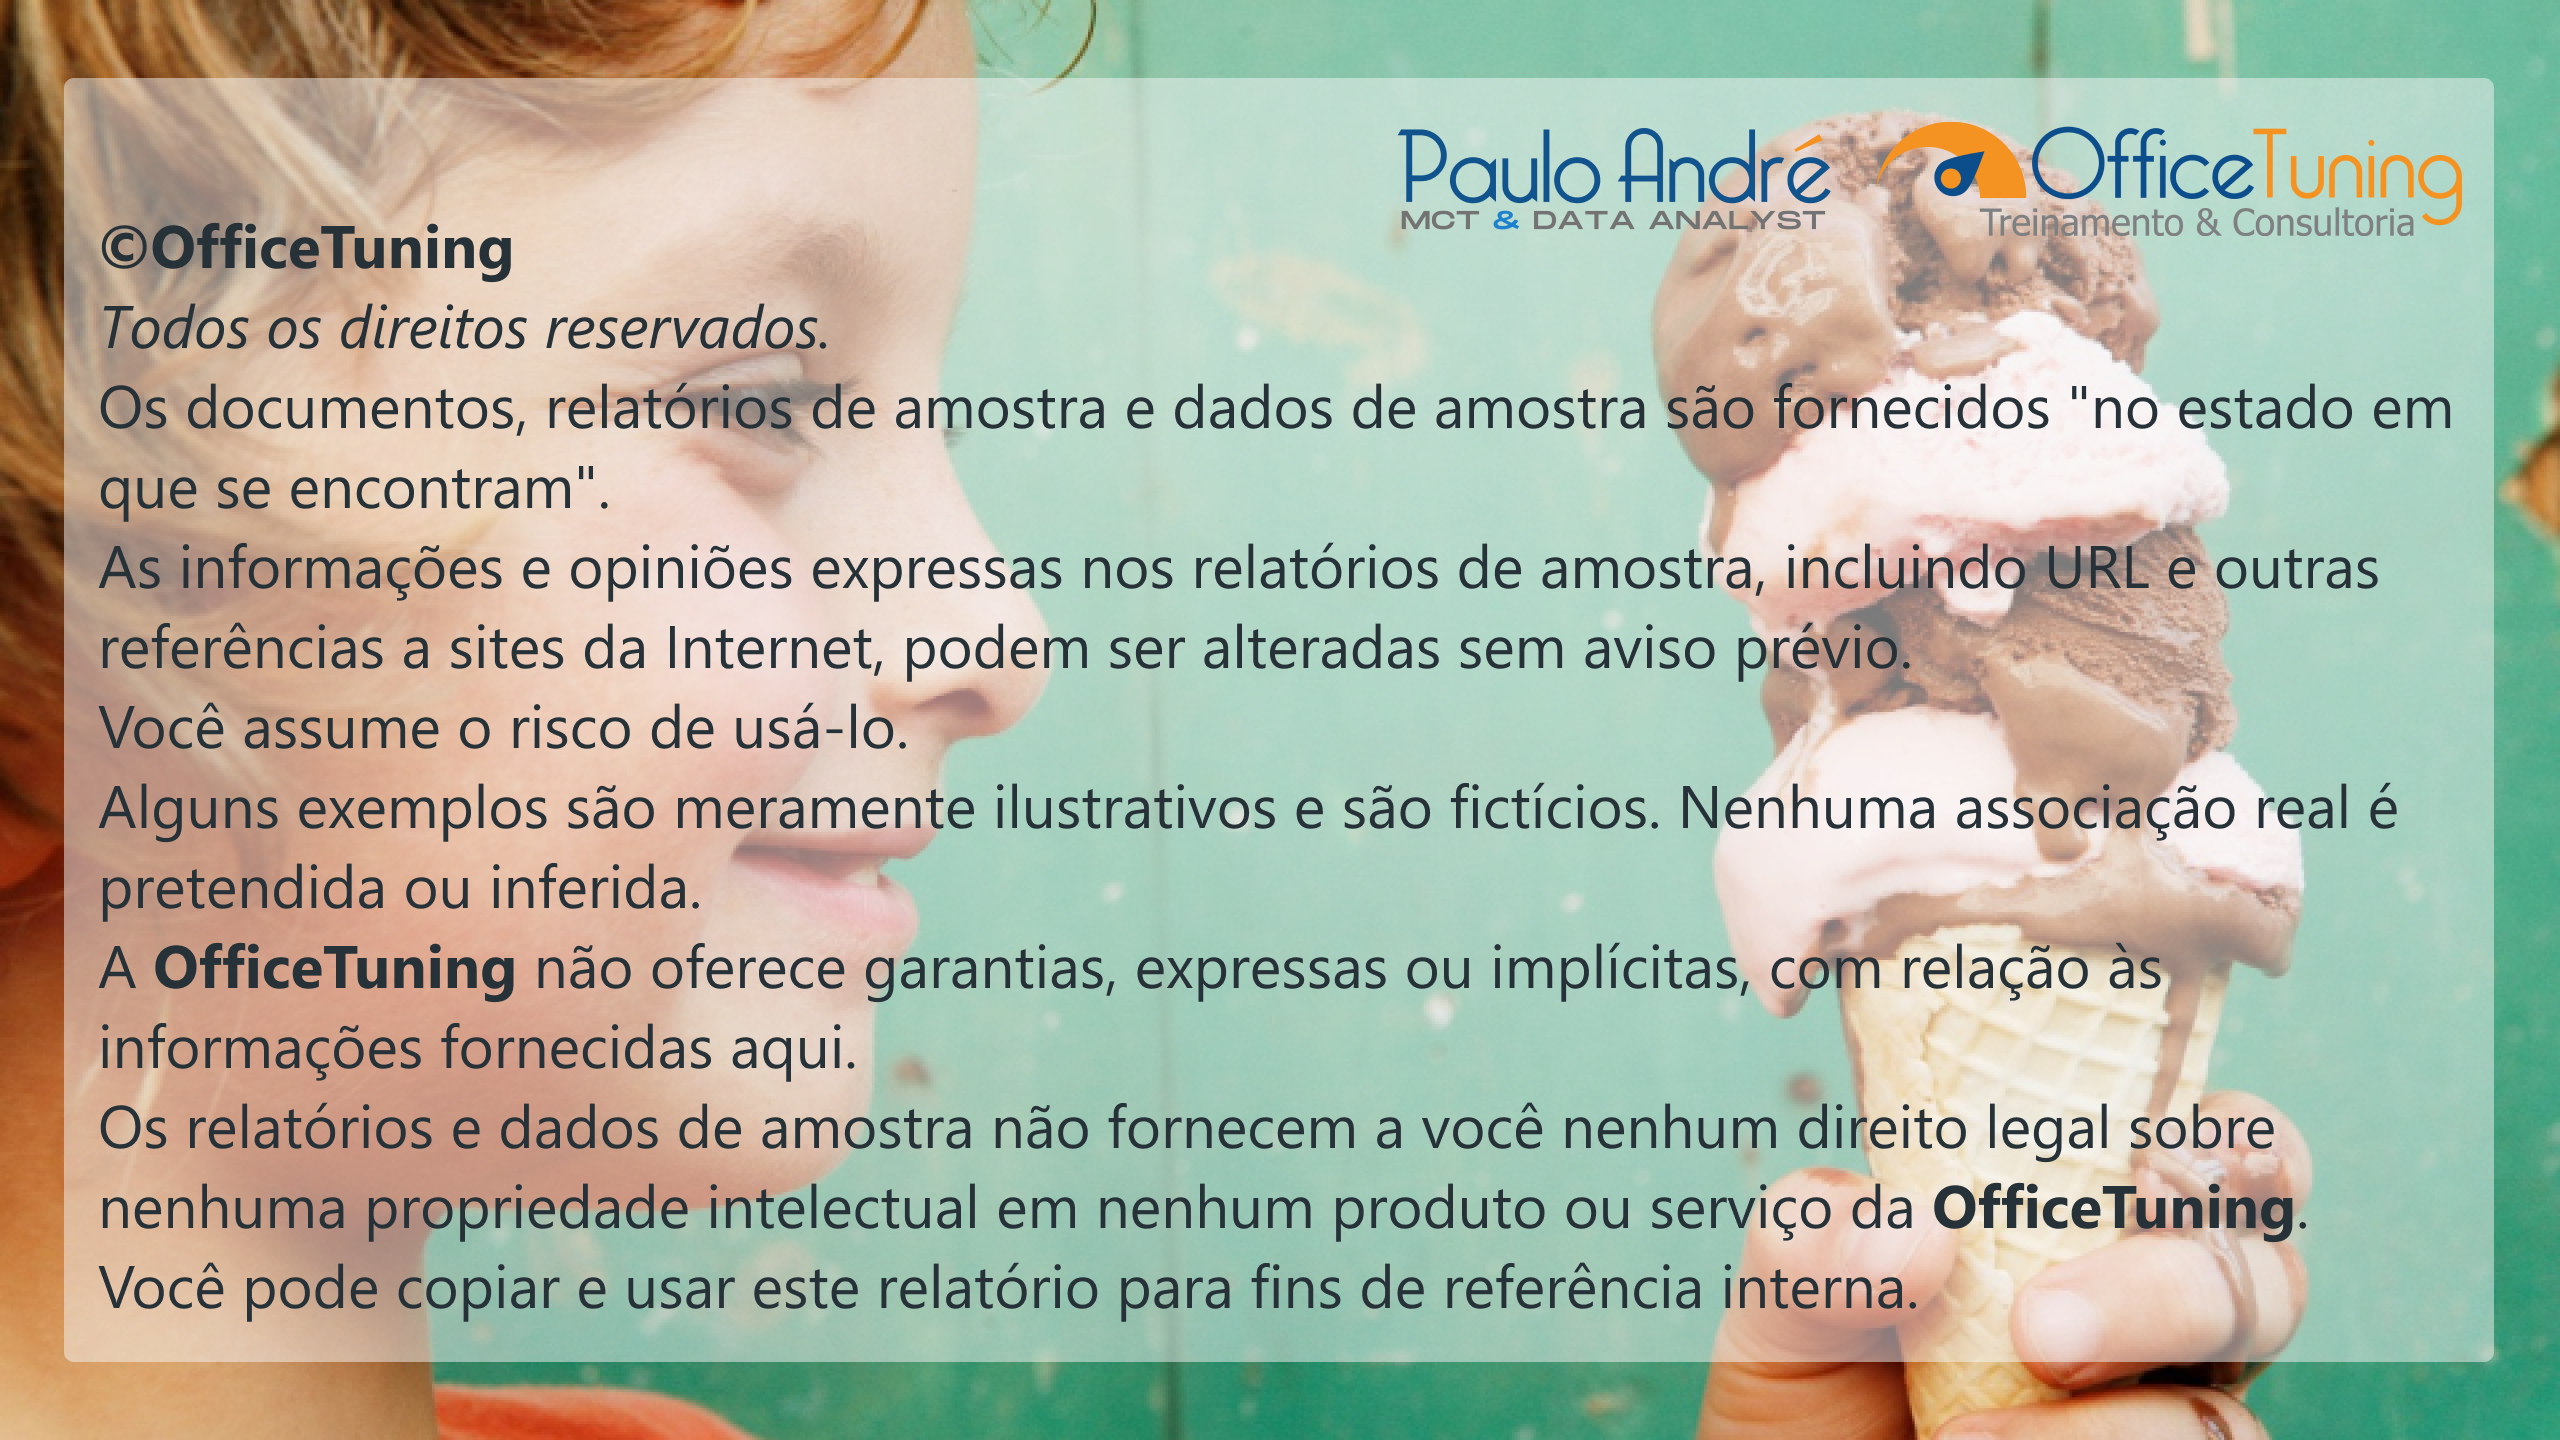 Paulo André
MCT & DATA ANALYST
OfficeTuning
Treinamento & Consultoria
©OfficeTuning
Todos os direitos reservados.
Os documentos, relatórios de amostra e dados de amostra são fornecidos "no estado em
que se encontram".
As informações e opiniões expressas nos relatórios de amostra, incluindo URL e outras
referências a sites da Internet, podem ser alteradas sem aviso prévio.
Você assume o risco de usá-lo.
Alguns exemplos são meramente ilustrativos e são fictícios. Nenhuma associação real é
pretendida ou inferida.
A OfficeTuning não oferece garantias, expressas ou implícitas, com relação às
informações fornecidas aqui.
Os relatórios e dados de amostra não fornecem a você nenhum direito legal sobre
nenhuma propriedade intelectual em nenhum produto ou serviço da OfficeTuning.
Você pode copiar e usar este relatório para fins de referência interna.